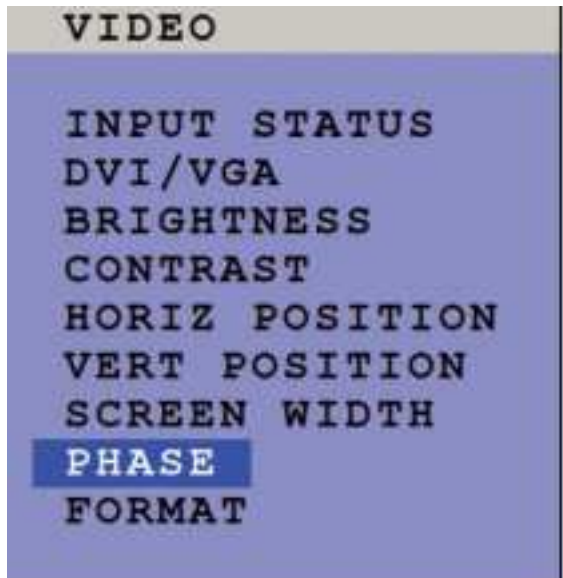 VIDEO
INPUT STATUS
DVI/VGA
BRIGHTNESS
CONTRAST
HORIZ POSITION
VERT POSITION
SCREEN WIDTH
PHASE
FORMAT